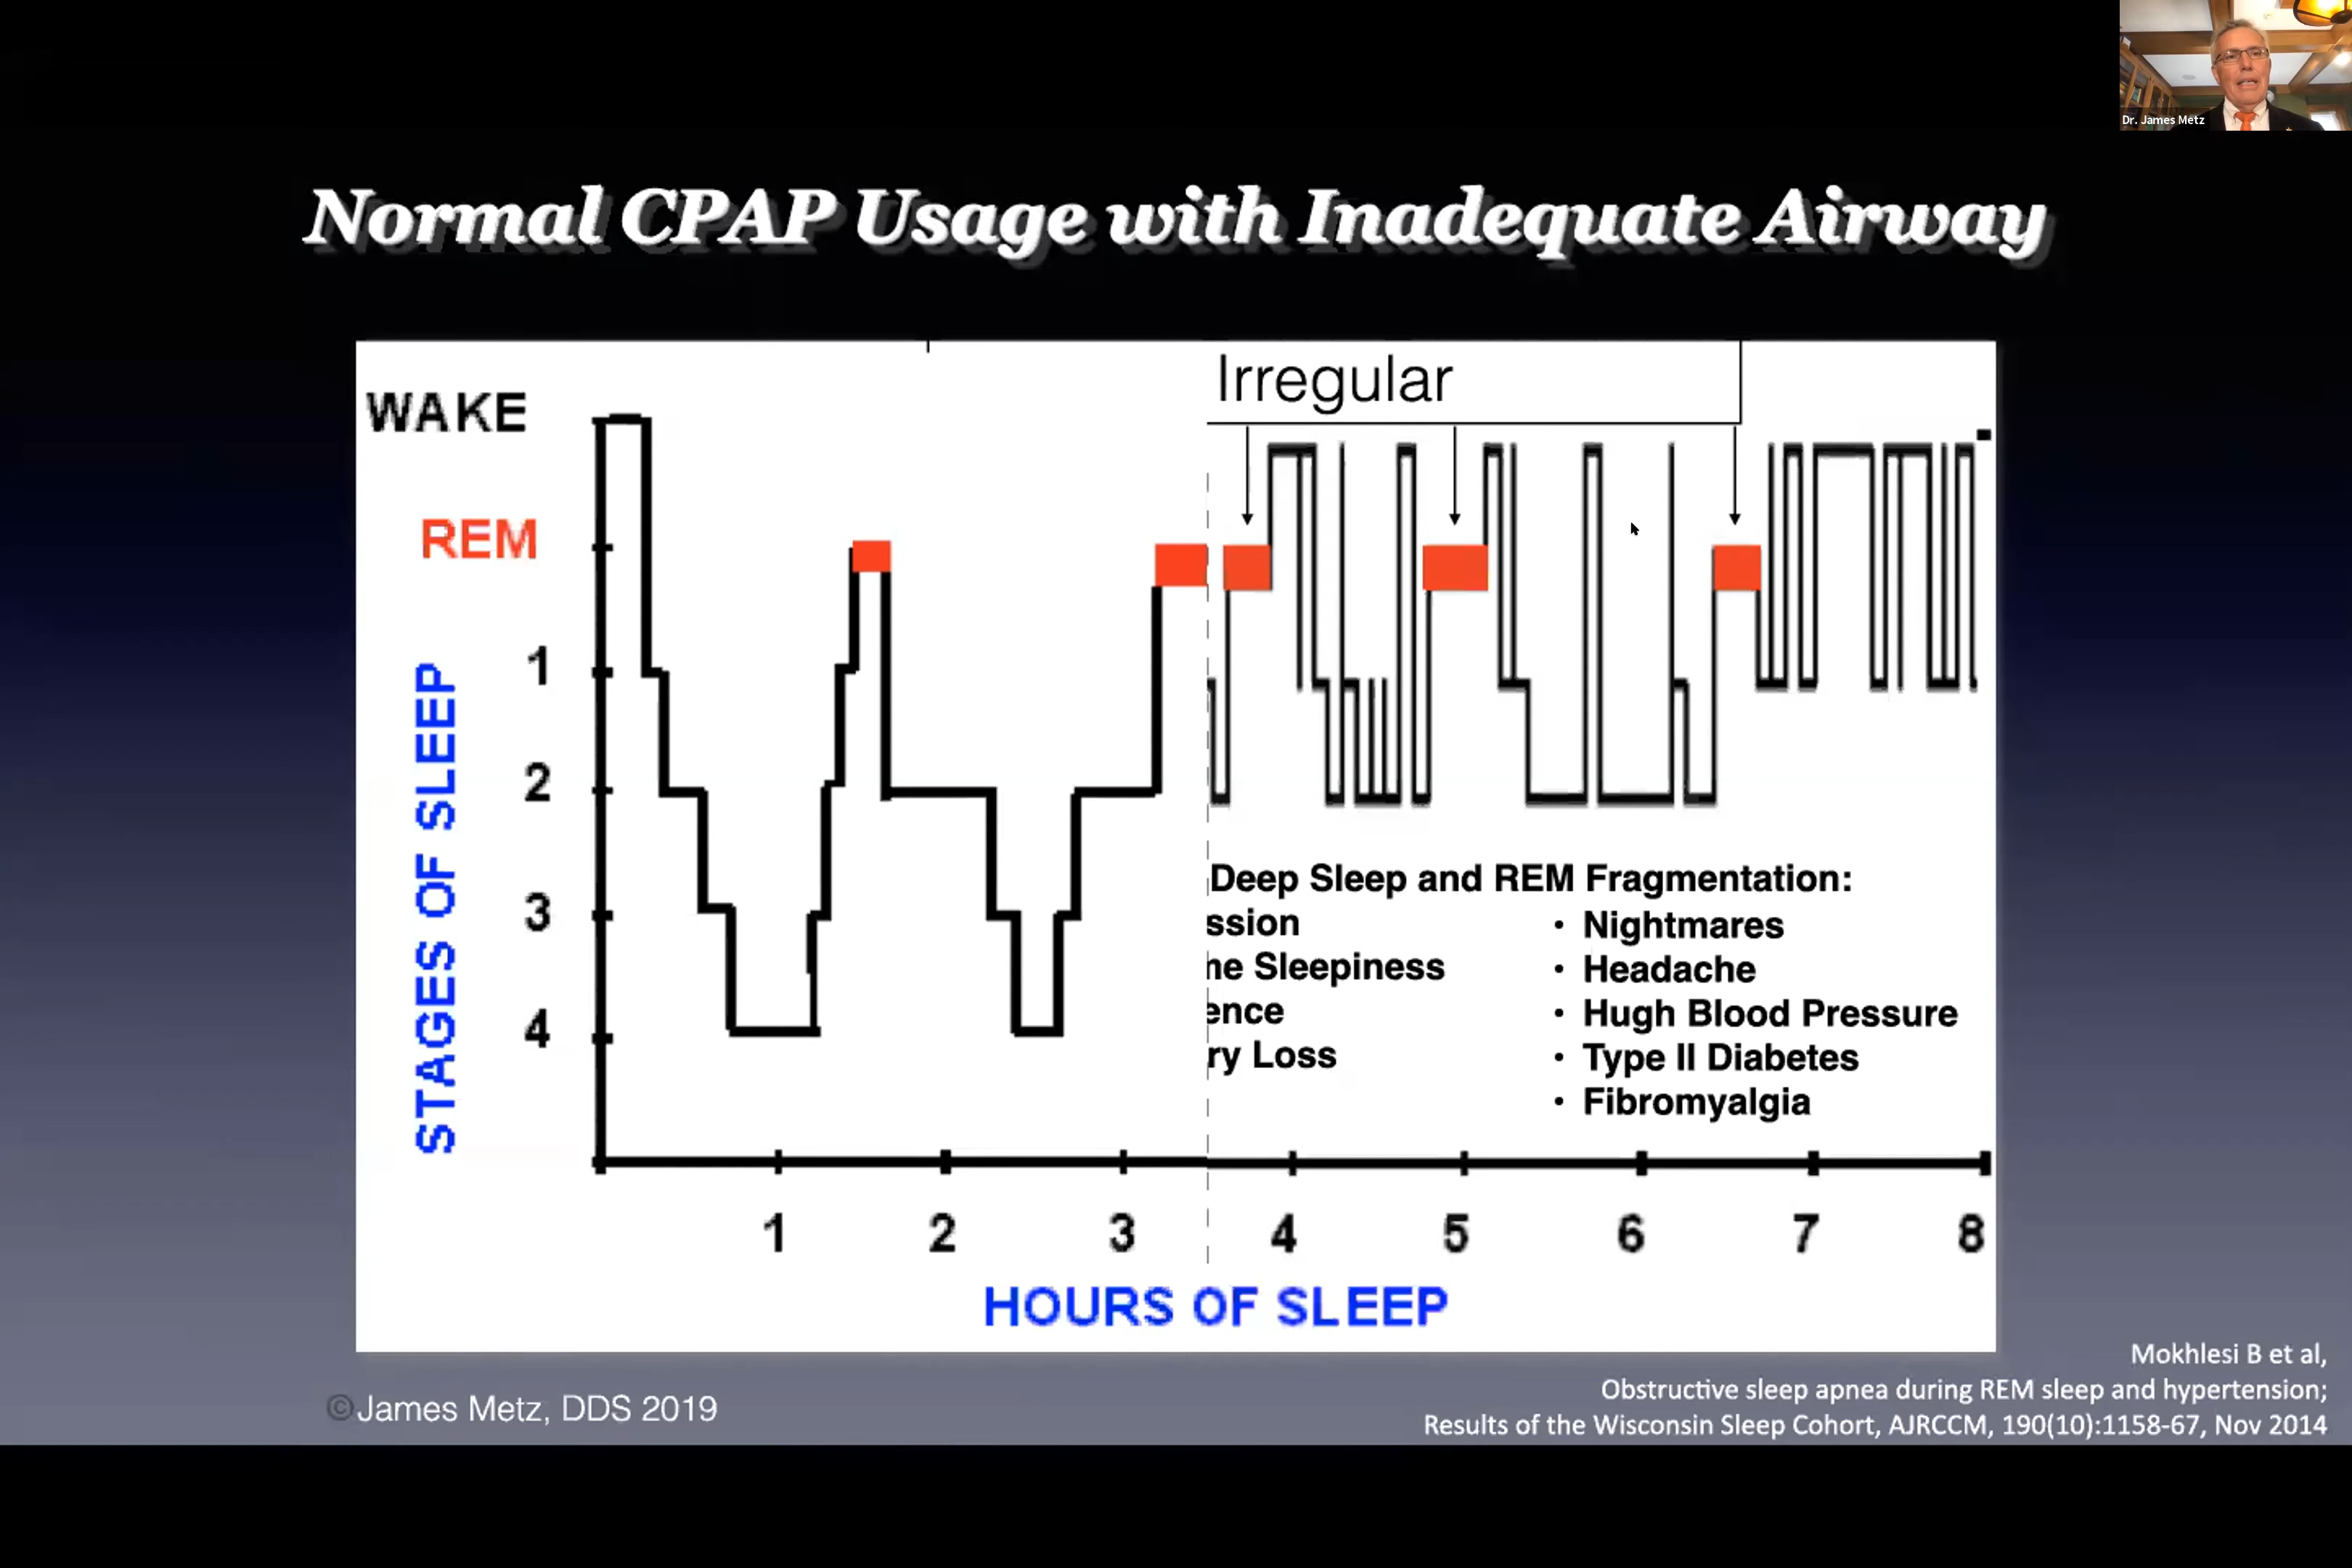 Dr. James Metz
Normal CPAP Usage with Inadequate Airway
Irregular
WAKE
REM
1
2
3
4
STAGES OF SLEEP
Deep Sleep and REM Fragmentation:
ssion
ne Sleepiness
ence
ry Loss
• Nightmares
• Headache
• Hugh Blood Pressure
• Type II Diabetes
• Fibromyalgia
1 2 3 4 5 6 7 8
HOURS OF SLEEP
©James Metz, DDS 2019
Mokhlesi B et al,
Obstructive sleep apnea during REM sleep and hypertension;
Results of the Wisconsin Sleep Cohort, AJRCCM, 190(10):1158-67, Nov 2014